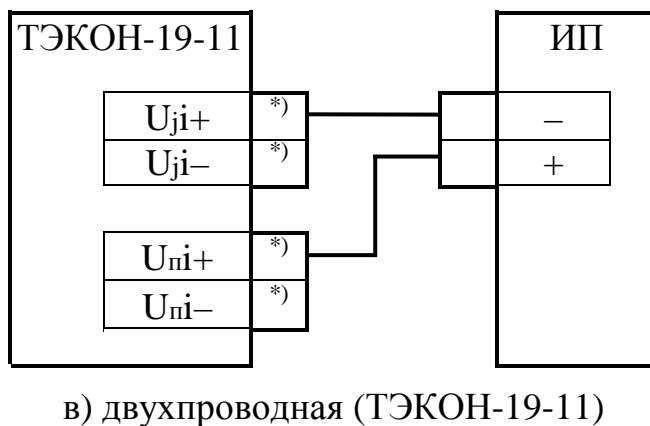 ТЭКОН-19-11 ИП
Uji+ *) –
Uji– *) +
Uпi+ *)
Uпi– *)
в) двухпроводная (ТЭКОН-19-11)